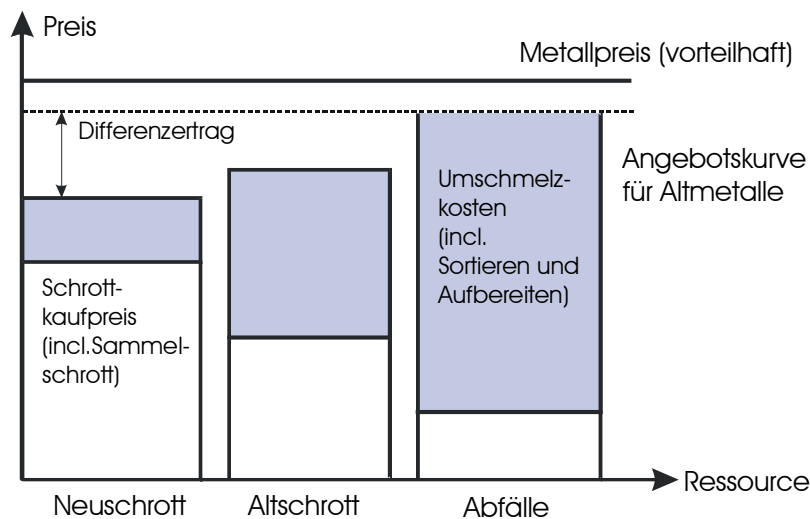 Preis
Metallpreis (vorteilhaft)
Differenzertrag
Angebotskurve
für Altmetalle
Umschmelz-
kosten
(incl.
Sortieren und
Aufbereiten)
Schrott-
kaufpreis
(incl.Sammel-
schrott)
Ressource
Neuschrott
Altschrott
Abfälle